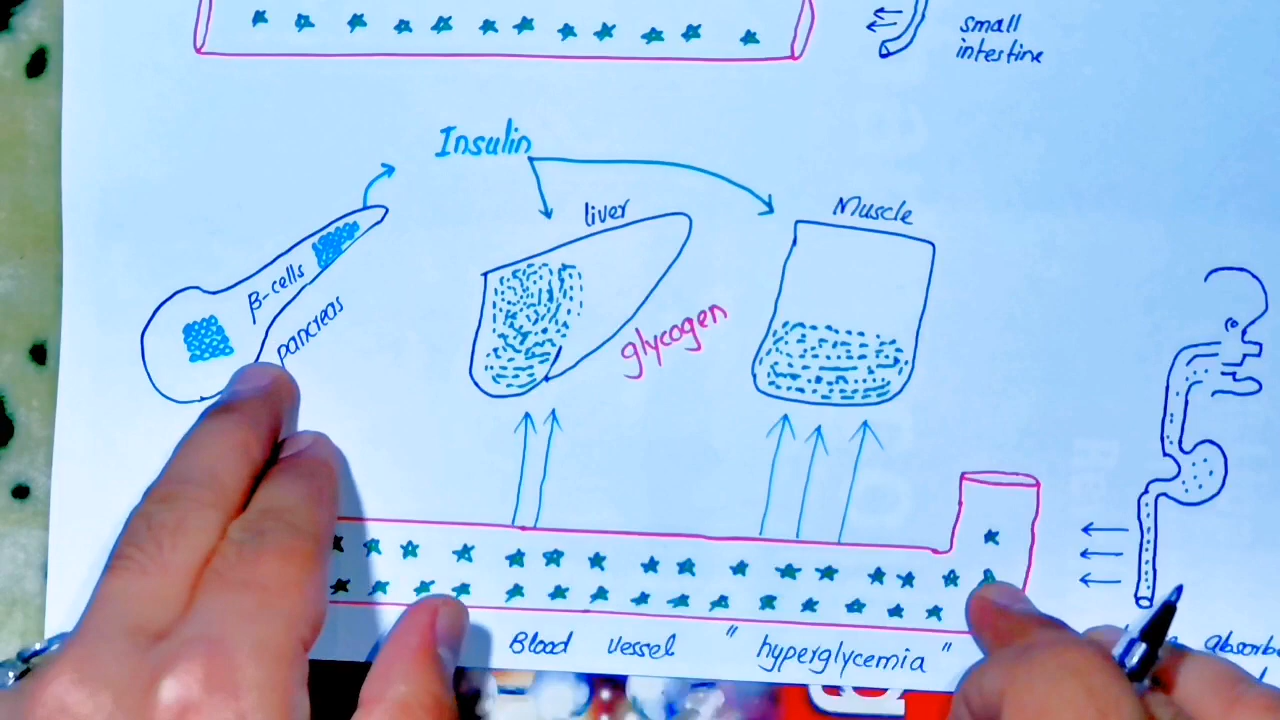 small
intestine
Insulin
liver
Muscle
β-cells
pancreas
glycogen
Blood vessel "hyperglycemia"